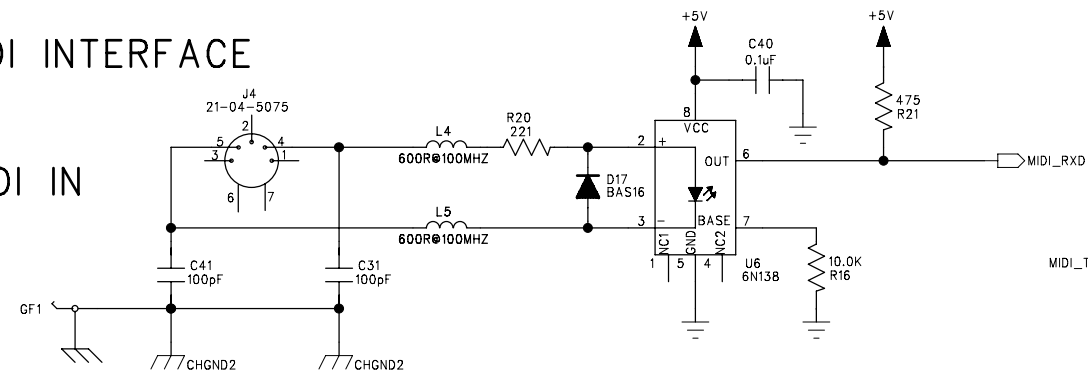 DI INTERFACE
DI IN
J4
21-04-5075
2
5
4
3
1
6
7
L4
600R@100MHZ
R20
221
L5
600R@100MHZ
D17
BAS16
C41
100pF
C31
100pF
GF1
CHGND2
CHGND2
+5V
C40
0.1uF
+5V
475
R21
8
VCC
2
+
OUT
6
MIDI_RXD
3
-
BASE
7
NC1
GND
NC2
1
5
4
U6
6N138
10.0K
R16
MIDI_T